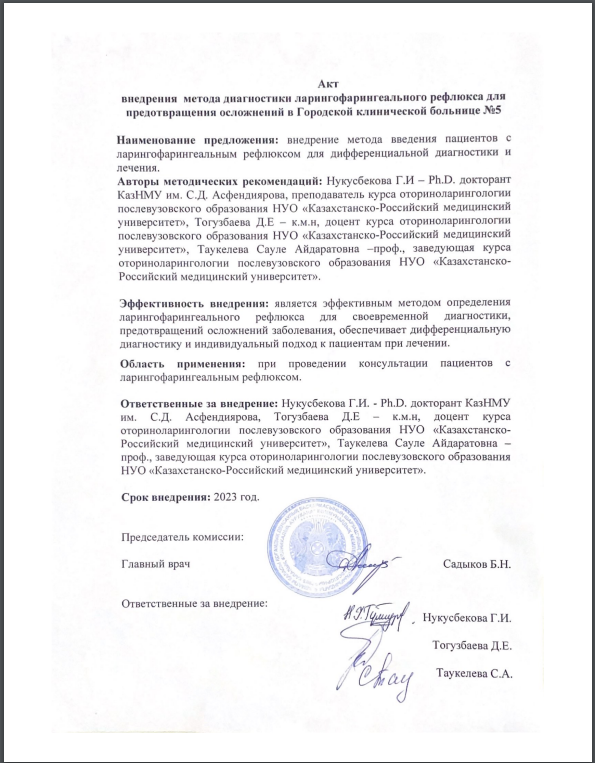 Акт
внедрения метода диагностики ларингофарингеального рефлюкса для
предотвращения осложнений в Городской клинической больнице №5
Наименование предложения: внедрение метода введения пациентов с
ларингофарингеальным рефлюксом для дифференциальной диагностики и
лечения.
Авторы методических рекомендаций: Нукусбекова Г.И – Ph.D. докторант
КазНМУ им. С.Д. Асфендиярова, преподаватель курса оториноларингологии
послевузовского образования НУО «Казахстанско-Российский медицинский
университет», Тогузбаева Д.Е – к.м.н, доцент курса оториноларингологии
послевузовского образования НУО «Казахстанско-Российский медицинский
университет», Таукелева Сауле Айдаратовна –проф., заведующая курса
оториноларингологии послевузовского образования НУО «Казахстанско-
Российский медицинский университет».
Эффективность внедрения: является эффективным методом определения
ларингофарингеального рефлюкса для своевременной диагностики,
предотвращений осложнений заболевания, обеспечивает дифференциальную
диагностику и индивидуальный подход к пациентам при лечении.
Область применения: при проведении консультации пациентов с
ларингофарингеальным рефлюксом.
Ответственные за внедрение: Нукусбекова Г.И. - Ph.D. докторант КазНМУ
им. С.Д. Асфендиярова, Тогузбаева Д.Е – к.м.н, доцент курса
оториноларингологии послевузовского образования НУО «Казахстанско-
Российский медицинский университет», Таукелева Сауле Айдаратовна –
проф., заведующая курса оториноларингологии послевузовского образования
НУО «Казахстанско-Российский медицинский университет».
Срок внедрения: 2023 год.
Председатель комиссии:
Главный врач Садыков Б.Н.
Ответственные за внедрение:
Нукусбекова Г.И.
Тогузбаева Д.Е.
Таукелева С.А.